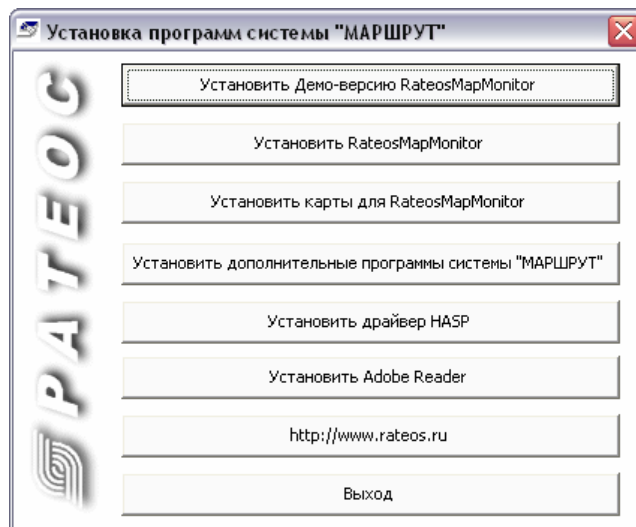 Установка программ системы "МАРШРУТ"
РАТЕОС
Установить Демо-версию RateosMapMonitor
Установить RateosMapMonitor
Установить карты для RateosMapMonitor
Установить дополнительные программы системы "МАРШРУТ"
Установить драйвер HASP
Установить Adobe Reader
http://www.rateos.ru
Выход